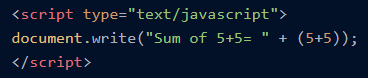 <script type="text/javascript">
document.write("Sum of 5+5= " + (5+5));
</script>